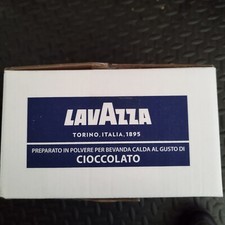 LAVAZZA
TORINO, ITALIA, 1895
PREPARATO IN POLVERE PER BEVANDA CALDA AL GUSTO DI
CIOCCOLATO